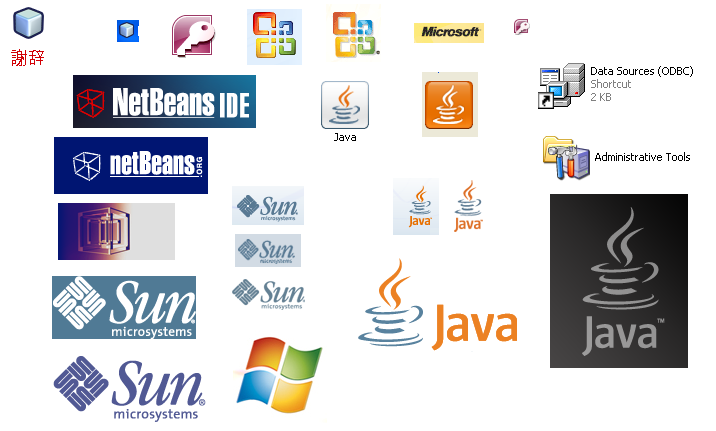 謝辞
Microsoft
Data Sources (ODBC)
Shortcut
2 KB
NetBeans IDE
Java
netBeans.ORG
Administrative Tools
Sun microsystems
Sun microsystems
Sun microsystems
Java
Java
Sun
microsystems
Java
Java™
Sun®
microsystems